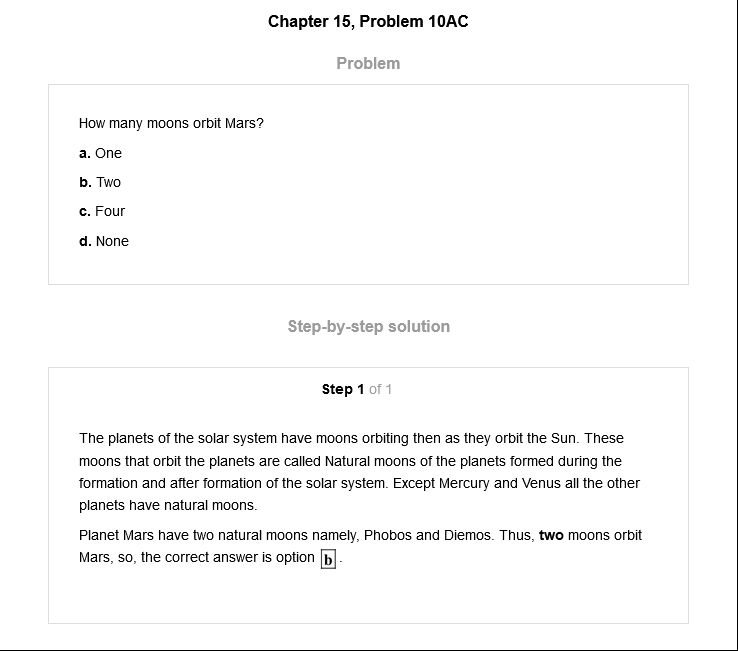 Chapter 15, Problem 10AC
Problem
How many moons orbit Mars?
a. One
b. Two
c. Four
d. None
Step-by-step solution
Step 1 of 1
The planets of the solar system have moons orbiting then as they orbit the Sun. These
moons that orbit the planets are called Natural moons of the planets formed during the
formation and after formation of the solar system. Except Mercury and Venus all the other
planets have natural moons.
Planet Mars have two natural moons namely, Phobos and Diemos. Thus, two moons orbit
Mars, so, the correct answer is option b.